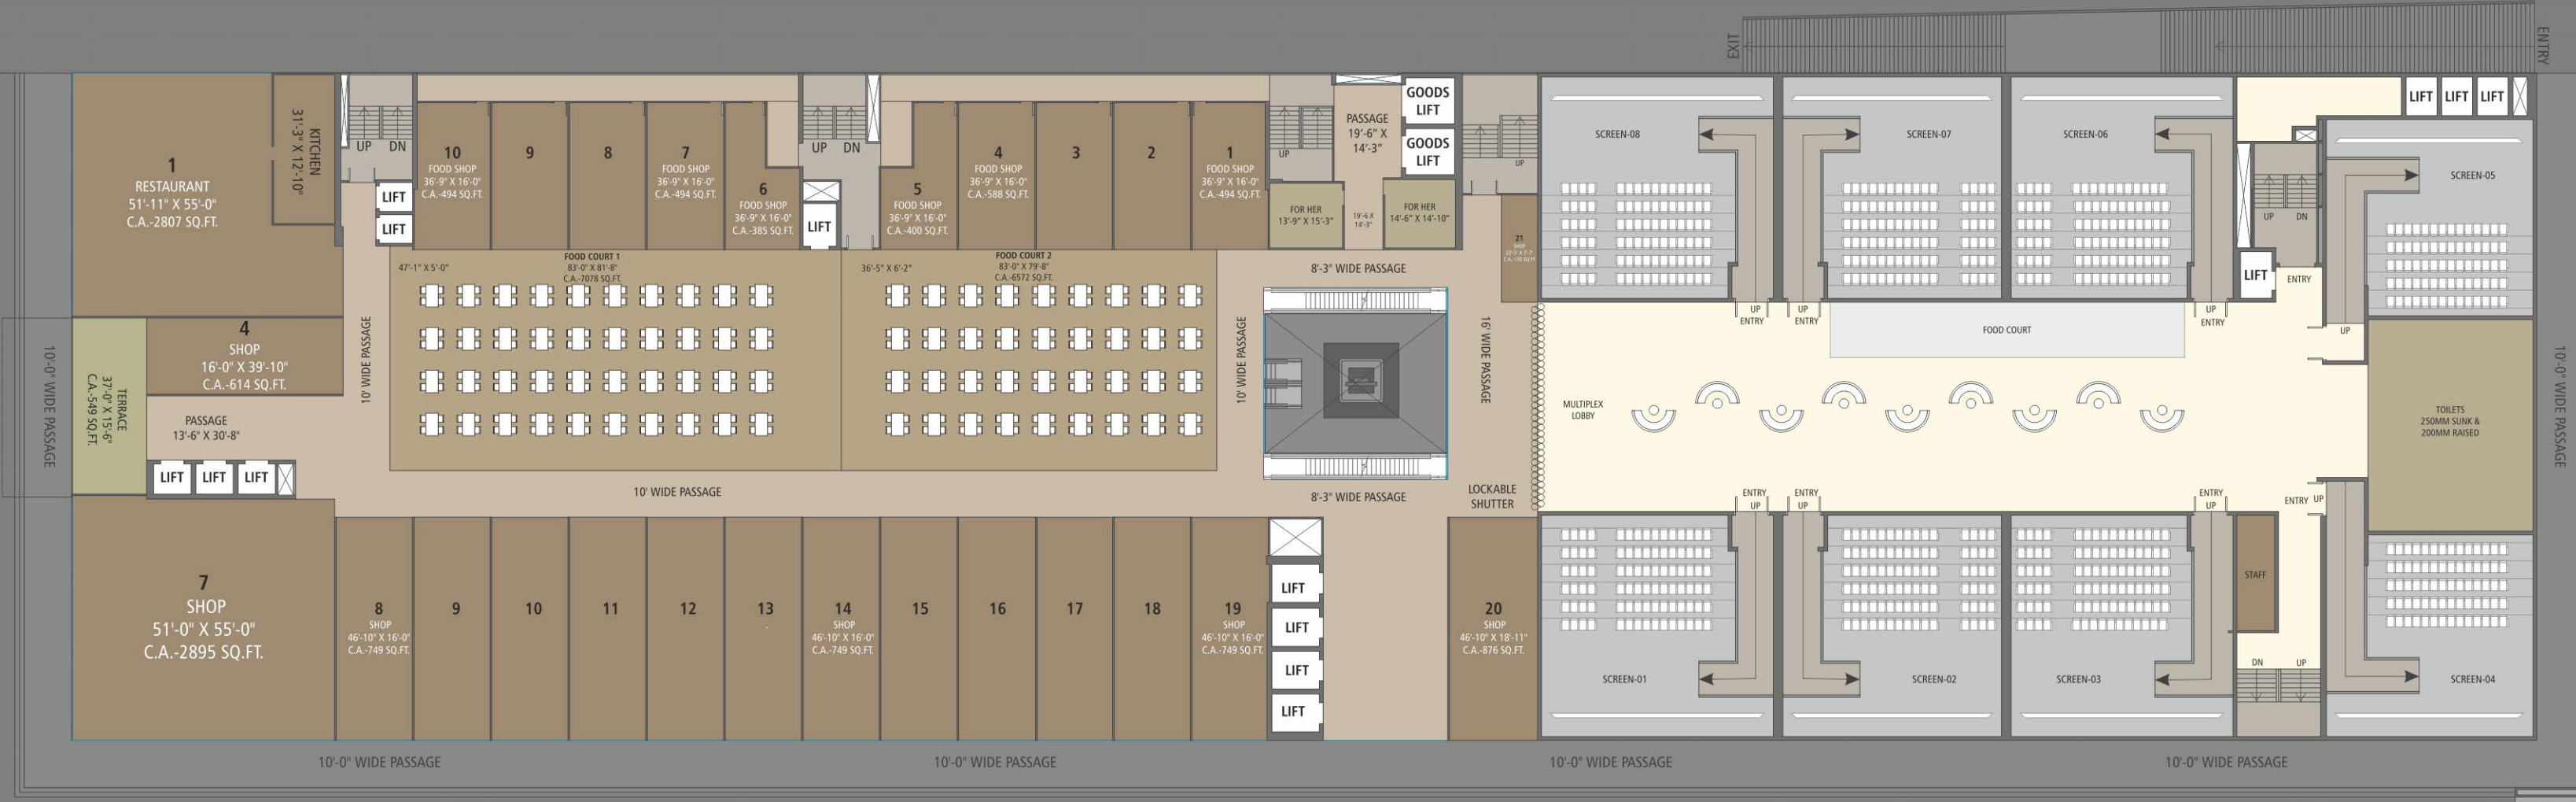 EXIT
ENTRY
1
RESTAURANT
51'-11" X 55'-0"
C.A.-2807 SQ.FT.
KITCHEN
31'-3" X 12'-10"
UP DN
LIFT
LIFT
10
FOOD SHOP
36'-9" X 16'-0"
C.A.-494 SQ.FT.
9
8
7
FOOD SHOP
36'-9" X 16'-0"
C.A.-494 SQ.FT.
6
FOOD SHOP
36'-9" X 16'-0"
C.A.-385 SQ.FT.
UP DN
LIFT
5
FOOD SHOP
36'-9" X 16'-0"
C.A.-400 SQ.FT.
4
FOOD SHOP
36'-9" X 16'-0"
C.A.-588 SQ.FT.
3
2
1
FOOD SHOP
36'-9" X 16'-0"
C.A.-494 SQ.FT.
UP
PASSAGE
19'-6" X
14'-3"
GOODS
LIFT
GOODS
LIFT
UP
FOR HER
13'-9" X 15'-3"
19'-6 X
14'-3"
FOR HER
14'-6" X 14'-10"
21
SHOP
SCREEN-08
SCREEN-07
SCREEN-06
LIFT LIFT LIFT
SCREEN-05
UP DN
LIFT
ENTRY
47'-1" X 5'-0"
FOOD COURT 1
83'-0" X 81'-8"
C.A.-7078 SQ.FT.
36'-5" X 6'-2"
FOOD COURT 2
83'-0" X 79'-8"
C.A.-6572 SQ.FT.
8'-3" WIDE PASSAGE
UP
ENTRY
UP
ENTRY
UP
ENTRY
UP
FOOD COURT
10'-0" WIDE PASSAGE
TERRACE
37'-0" X 15'-6"
C.A.-549 SQ.FT.
4
SHOP
16'-0" X 39'-10"
C.A.-614 SQ.FT.
10' WIDE PASSAGE
10' WIDE PASSAGE
16' WIDE PASSAGE
MULTIPLEX
LOBBY
TOILETS
250MM SUNK &
200MM RAISED
10'-0" WIDE PASSAGE
PASSAGE
13'-6" X 30'-8"
LIFT LIFT LIFT
10' WIDE PASSAGE
8'-3" WIDE PASSAGE
LOCKABLE
SHUTTER
ENTRY
UP
ENTRY
UP
ENTRY
UP
ENTRY UP
7
SHOP
51'-0" X 55'-0"
C.A.-2895 SQ.FT.
8
SHOP
46'-10" X 16'-0"
C.A.-749 SQ.FT.
9
10
11
12
13
14
SHOP
46'-10" X 16'-0"
C.A.-749 SQ.FT.
15
16
17
18
19
SHOP
46'-10" X 16'-0"
C.A.-749 SQ.FT.
LIFT
LIFT
LIFT
LIFT
20
SHOP
46'-10" X 18'-11"
C.A.-876 SQ.FT.
SCREEN-01
SCREEN-02
SCREEN-03
STAFF
DN UP
SCREEN-04
10'-0" WIDE PASSAGE
10'-0" WIDE PASSAGE
10'-0" WIDE PASSAGE
10'-0" WIDE PASSAGE